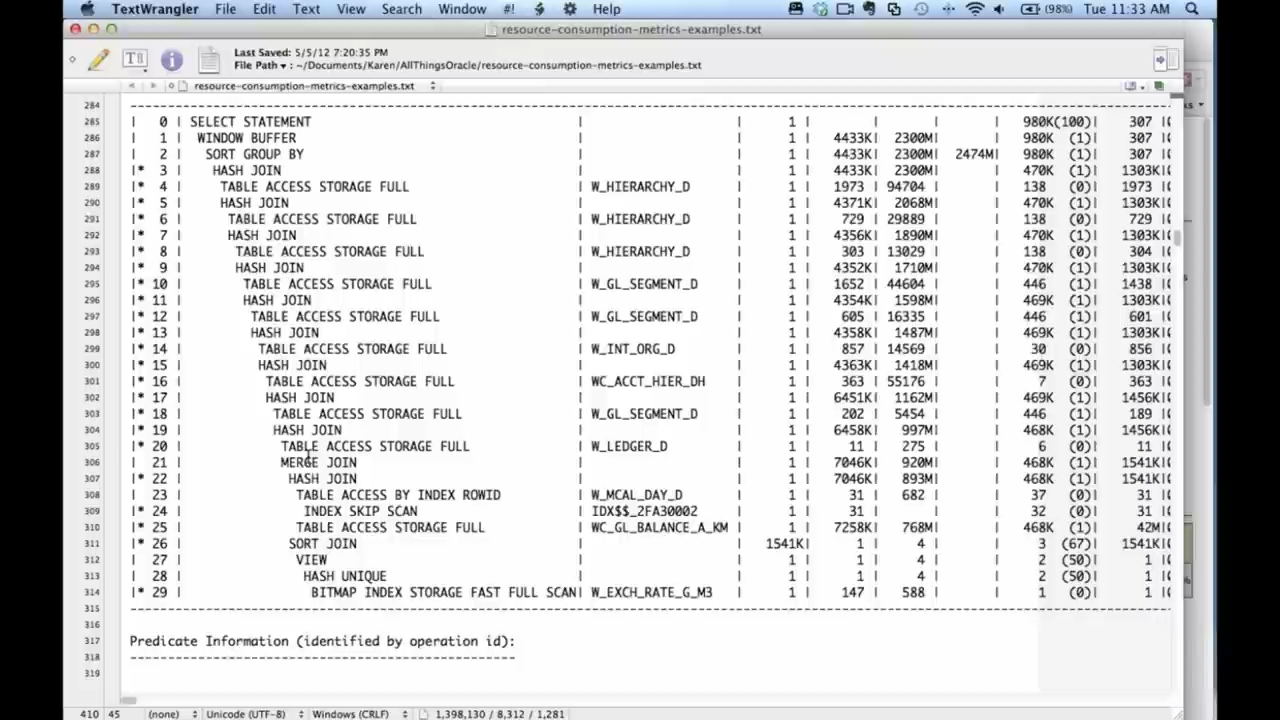 TextWrangler File Edit Text View Search Window #! Help (98%) Tue 11:33 AM
resource-consumption-metrics-examples.txt
Last Saved: 5/5/12 7:20:35 PM
File Path ▾ : ~/Documents/Karen/AllThingsOracle/resource-consumption-metrics-examples.txt
resource-consumption-metrics-examples.txt
284 --------------------------------------------------------------------------------
285 | 0 | SELECT STATEMENT | | 1 | | | | 980K(100)| 307 |
286 | 1 | WINDOW BUFFER | | 1 | 4433K| 2300M| | 980K (1)| 307 |
287 | 2 | SORT GROUP BY | | 1 | 4433K| 2300M| 2474M| 980K (1)| 307 |
288 |* 3 | HASH JOIN | | 1 | 4433K| 2300M| | 470K (1)| 1303K|
289 |* 4 | TABLE ACCESS STORAGE FULL | W_HIERARCHY_D | 1 | 1973 | 94704 | | 138 (0)| 1973 |
290 |* 5 | HASH JOIN | | 1 | 4371K| 2068M| | 470K (1)| 1303K|
291 |* 6 | TABLE ACCESS STORAGE FULL | W_HIERARCHY_D | 1 | 729 | 29889 | | 138 (0)| 729 |
292 |* 7 | HASH JOIN | | 1 | 4356K| 1890M| | 470K (1)| 1303K|
293 |* 8 | TABLE ACCESS STORAGE FULL | W_HIERARCHY_D | 1 | 303 | 13029 | | 138 (0)| 304 |
294 |* 9 | HASH JOIN | | 1 | 4352K| 1710M| | 470K (1)| 1303K|
295 |* 10 | TABLE ACCESS STORAGE FULL | W_GL_SEGMENT_D | 1 | 1652 | 44604 | | 446 (1)| 1438 |
296 |* 11 | HASH JOIN | | 1 | 4354K| 1598M| | 469K (1)| 1303K|
297 |* 12 | TABLE ACCESS STORAGE FULL | W_GL_SEGMENT_D | 1 | 605 | 16335 | | 446 (1)| 601 |
298 |* 13 | HASH JOIN | | 1 | 4358K| 1487M| | 469K (1)| 1303K|
299 |* 14 | TABLE ACCESS STORAGE FULL | W_INT_ORG_D | 1 | 857 | 14569 | | 30 (0)| 856 |
300 |* 15 | HASH JOIN | | 1 | 4363K| 1418M| | 469K (1)| 1303K|
301 |* 16 | TABLE ACCESS STORAGE FULL | WC_ACCT_HIER_DH | 1 | 363 | 55176 | | 7 (0)| 363 |
302 |* 17 | HASH JOIN | | 1 | 6451K| 1162M| | 469K (1)| 1456K|
303 |* 18 | TABLE ACCESS STORAGE FULL | W_GL_SEGMENT_D | 1 | 202 | 5454 | | 446 (1)| 189 |
304 |* 19 | HASH JOIN | | 1 | 6458K| 997M| | 468K (1)| 1456K|
305 |* 20 | TABLE ACCESS STORAGE FULL | W_LEDGER_D | 1 | 11 | 275 | | 6 (0)| 11 |
306 | 21 | MERGE JOIN | | 1 | 7046K| 920M| | 468K (1)| 1541K|
307 |* 22 | HASH JOIN | | 1 | 7046K| 893M| | 468K (1)| 1541K|
308 | 23 | TABLE ACCESS BY INDEX ROWID | W_MCAL_DAY_D | 1 | 31 | 682 | | 37 (0)| 31 |
309 |* 24 | INDEX SKIP SCAN | IDX$$_2FA30002 | 1 | 31 | | | 32 (0)| 31 |
310 |* 25 | TABLE ACCESS STORAGE FULL | WC_GL_BALANCE_A_KM | 1 | 7258K| 768M| | 468K (1)| 42M|
311 |* 26 | SORT JOIN | | 1541K| 1 | 4 | | 3 (67)| 1541K|
312 | 27 | VIEW | | 1 | 1 | 4 | | 2 (50)| 1 |
313 | 28 | HASH UNIQUE | | 1 | 1 | 4 | | 2 (50)| 1 |
314 |* 29 | BITMAP INDEX STORAGE FAST FULL SCAN| W_EXCH_RATE_G_M3 | 1 | 147 | 588 | | 1 (0)| 1 |
315 --------------------------------------------------------------------------------
316
317 Predicate Information (identified by operation id):
318 ---------------------------------------------------
319
410 45 (none) Unicode (UTF-8) Windows (CRLF) 1,398,130 / 8,312 / 1,281